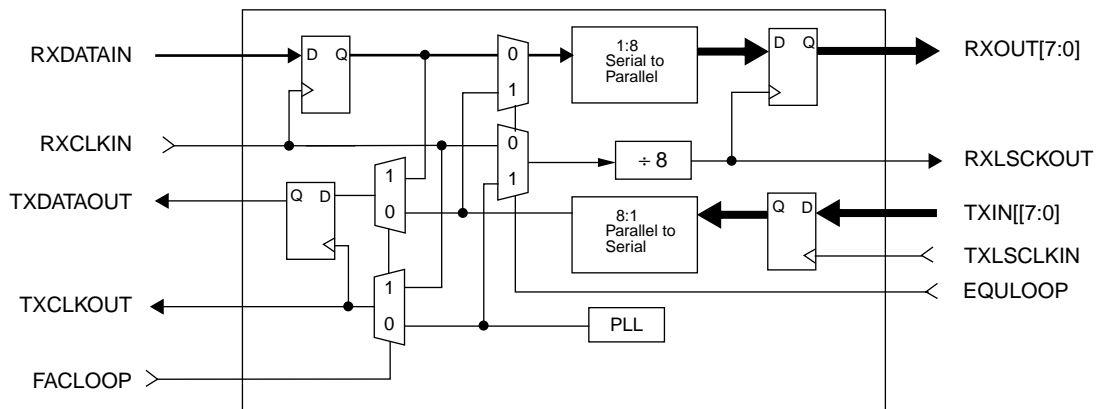 RXDATAIN
D Q
0
1
1:8
Serial to
Parallel
D Q
RXOUT[7:0]
RXCLKIN
0
1
÷ 8
RXLSCKOUT
TXDATAOUT
Q D
1
0
8:1
Parallel to
Serial
Q D
TXIN[[7:0]
TXLSCLKIN
TXCLKOUT
1
0
PLL
EQULOOP
FACLOOP